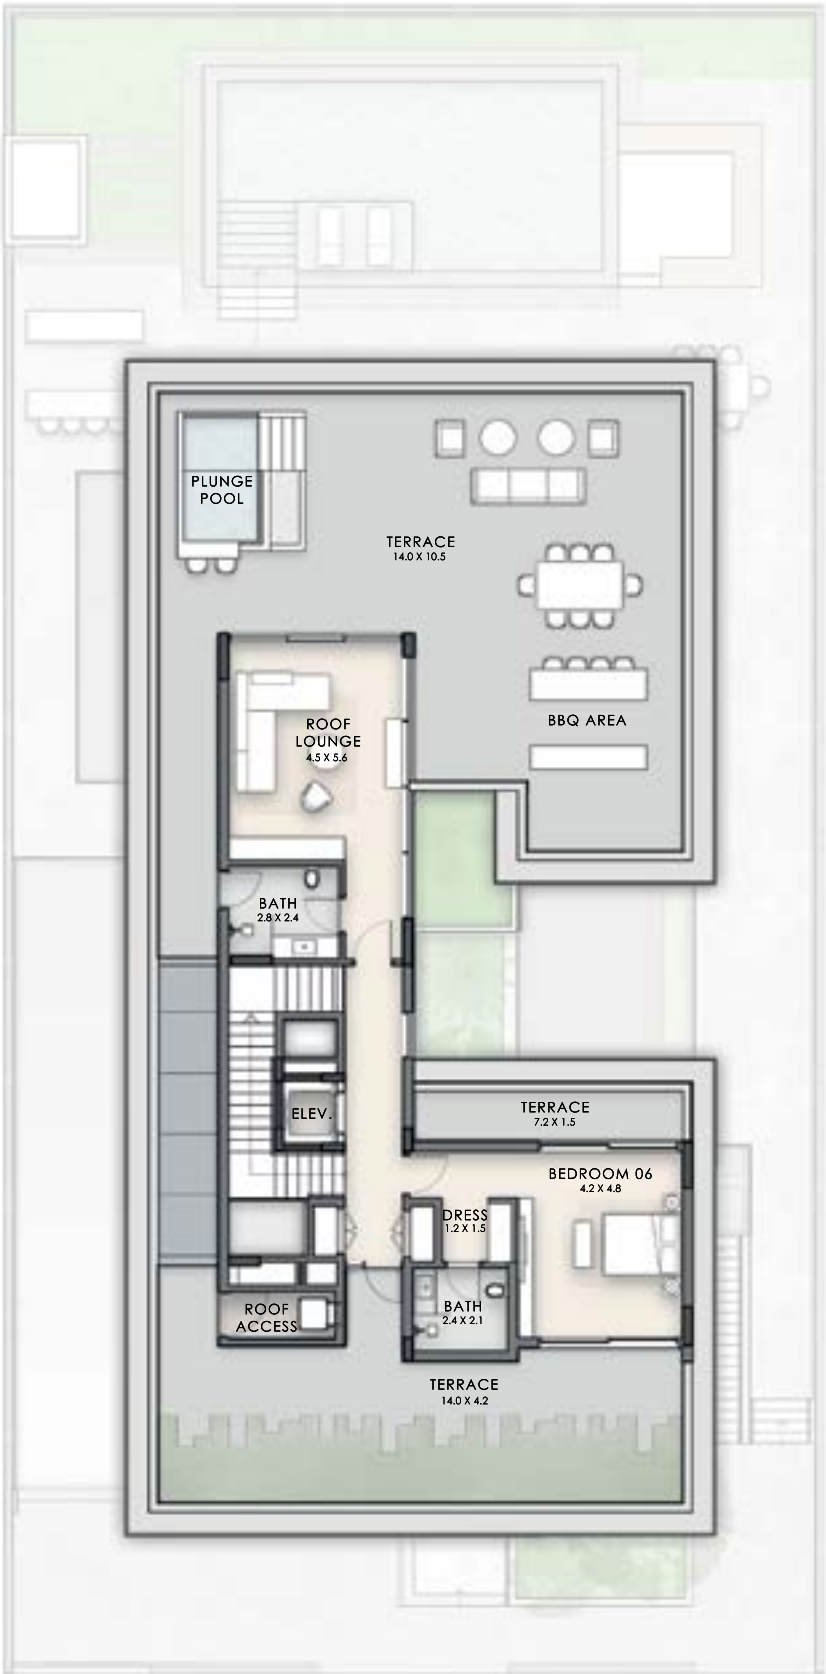 PLUNGE
POOL
TERRACE
14.0 X 10.5
ROOF
LOUNGE
4.5 X 5.6
BBQ AREA
BATH
2.8 X 2.4
ELEV.
TERRACE
7.2 X 1.5
BEDROOM 06
4.2 X 4.8
DRESS
1.2 X 1.5
ROOF
ACCESS
BATH
2.4 X 2.1
TERRACE
14.0 X 4.2